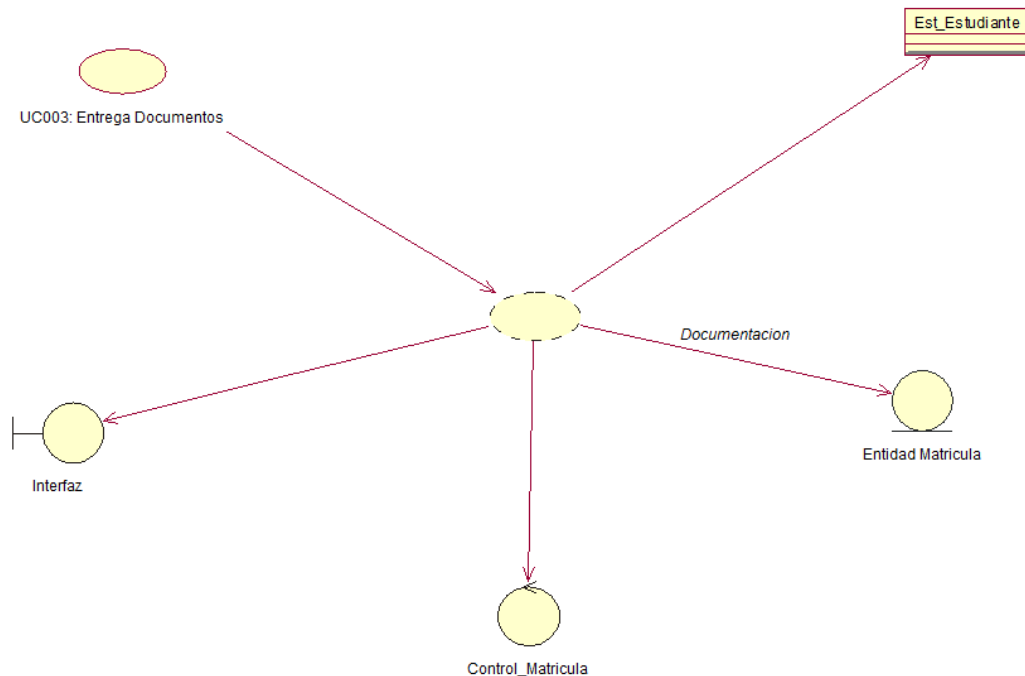 Est_Estudiante
UC003: Entrega Documentos
Documentacion
Entidad Matricula
Interfaz
Control_Matricula